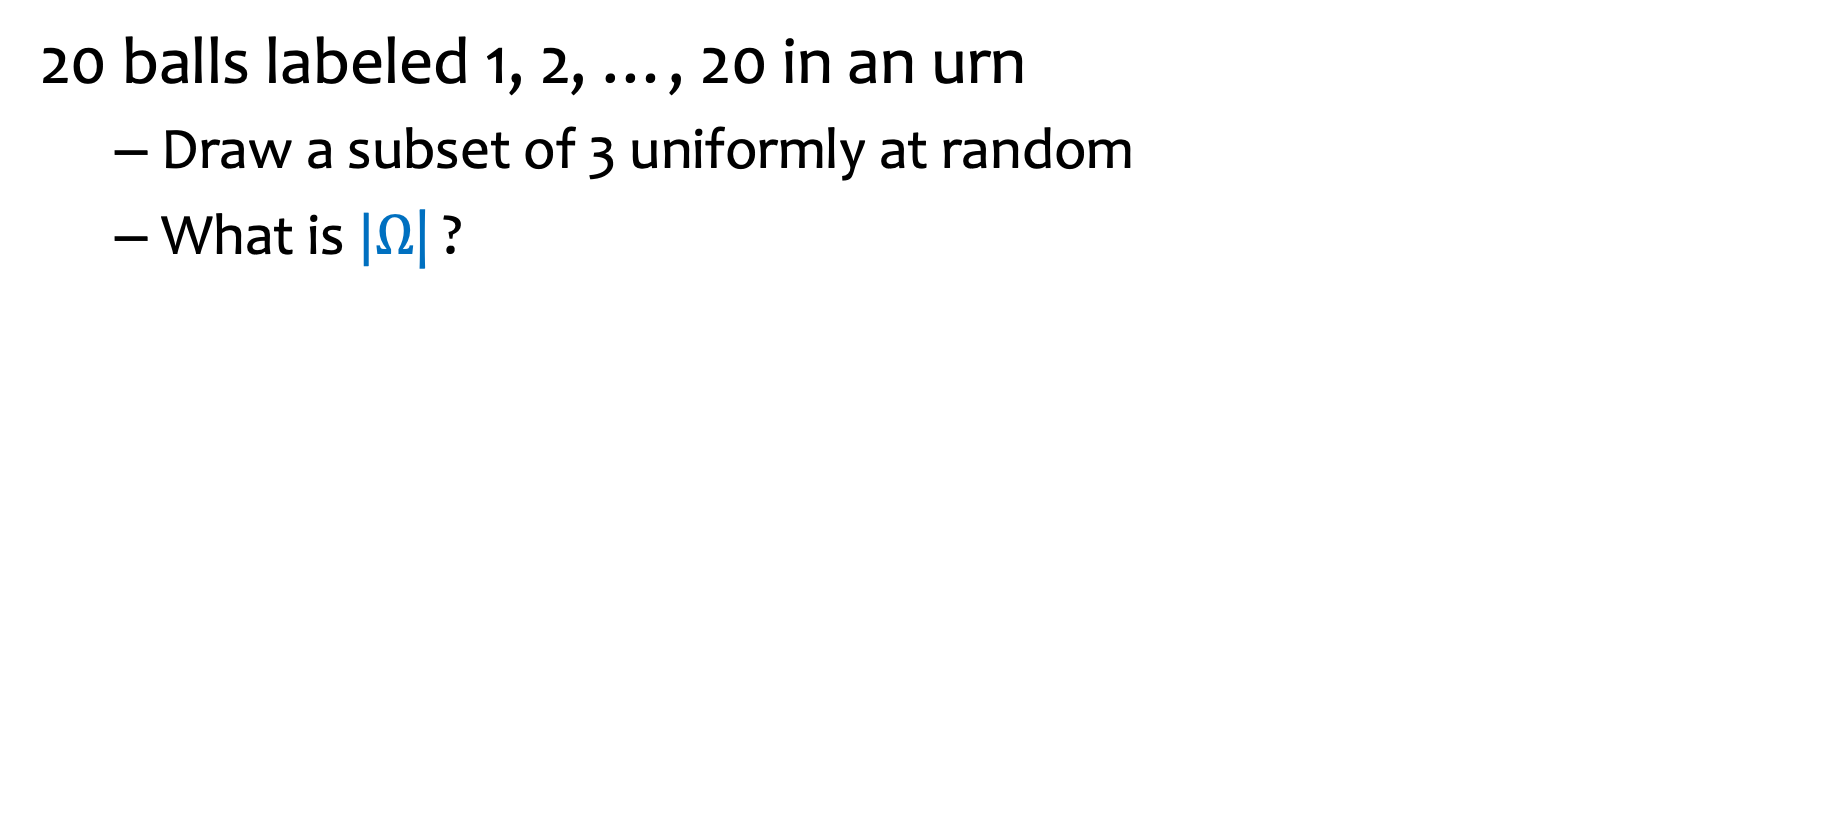 20 balls labeled 1, 2, …, 20 in an urn
– Draw a subset of 3 uniformly at random
– What is |Ω| ?